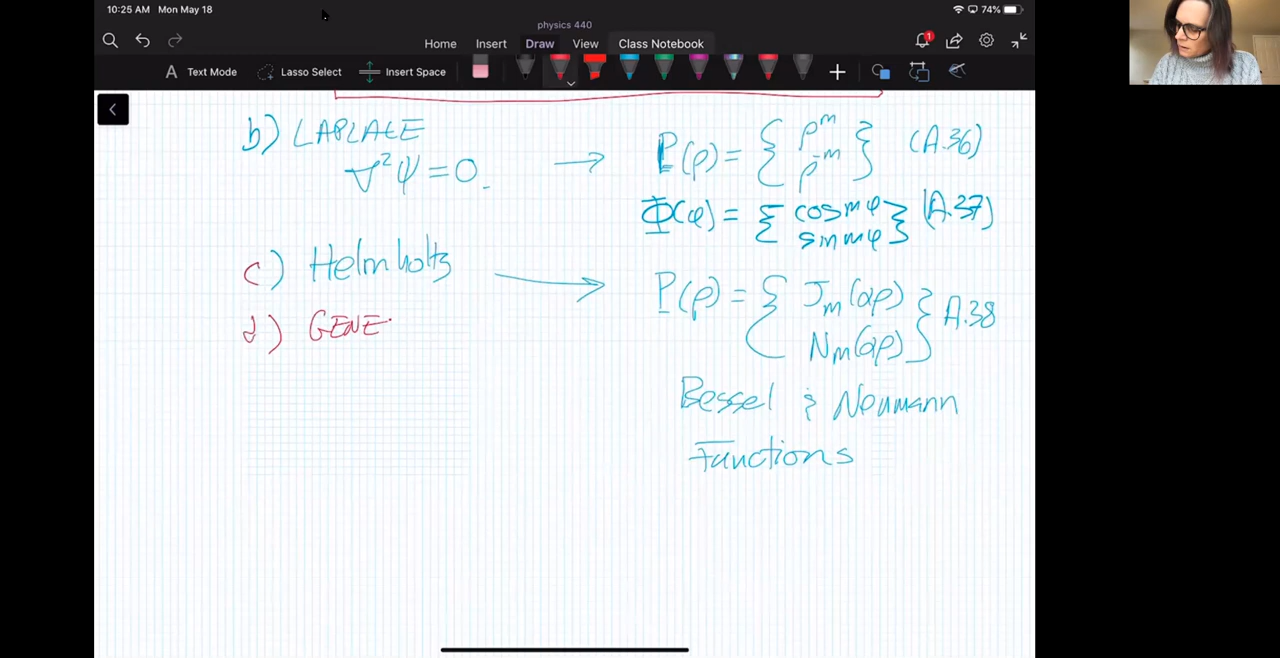 10:25 AM Mon May 18
74%
physics 440
Home Insert Draw View Class Notebook
1
A Text Mode Lasso Select Insert Space
b) LAPLACE
∇²ψ = 0
P(ρ) = { ρ^m
ρ^-m } (A.36)
Φ(φ) = { cos mφ
sin mφ } (A.37)
c) Helmholtz
P(ρ) = { J_m(αρ)
N_m(αρ) } A.38
d) GENE
Bessel & Neumann
Functions